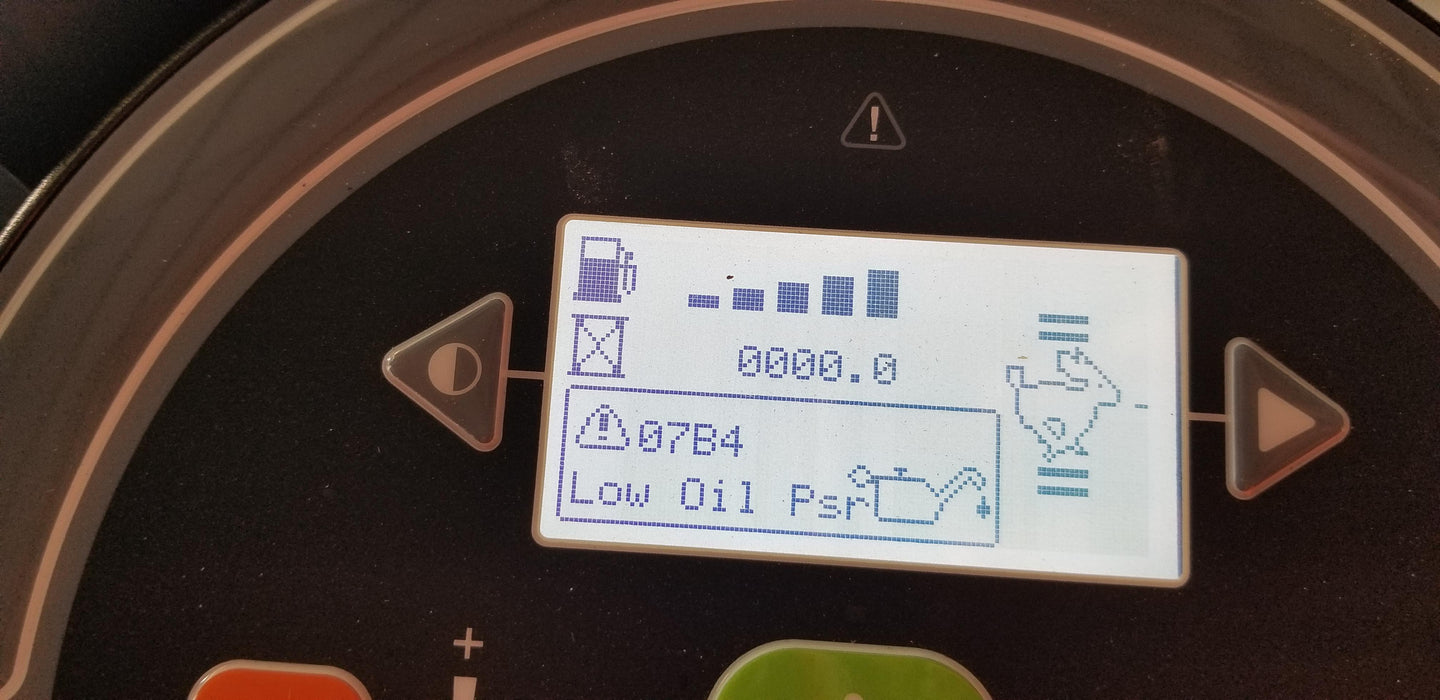 0000.0
07B4
Low Oil Psr
+